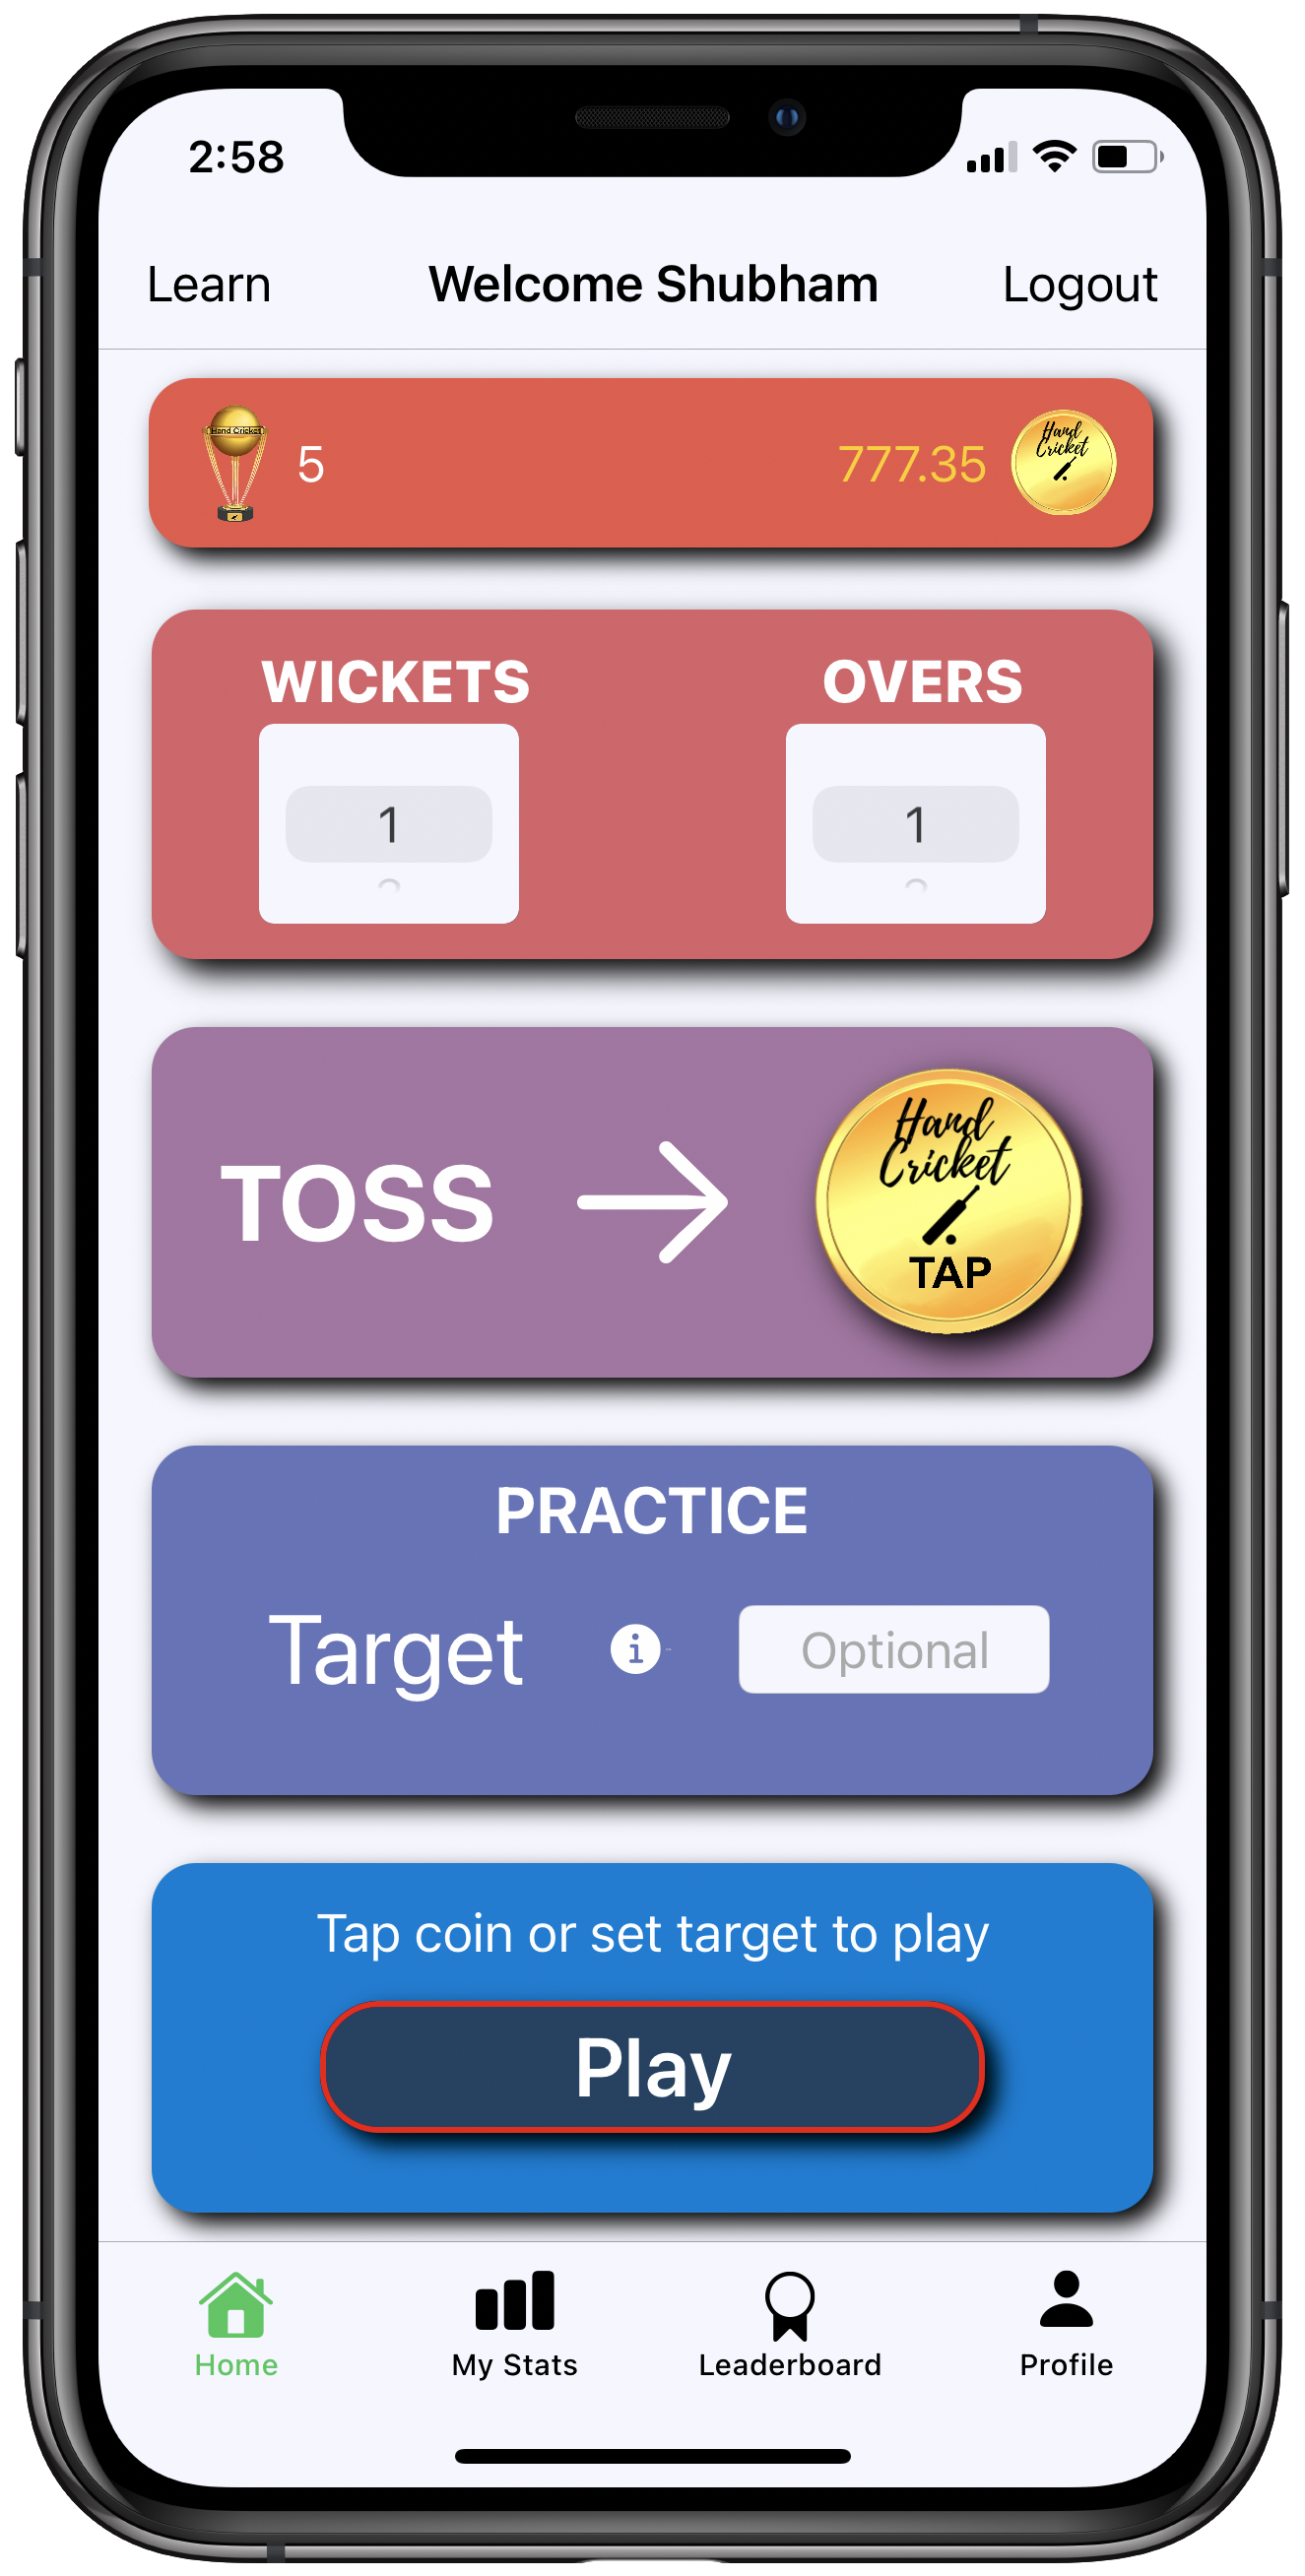 2:58
Learn Welcome Shubham Logout
Hand Cricket
5 777.35
Hand
Cricket
WICKETS OVERS
1 1
TOSS
Hand
Cricket
TAP
PRACTICE
Target Optional
Tap coin or set target to play
Play
Home My Stats Leaderboard Profile